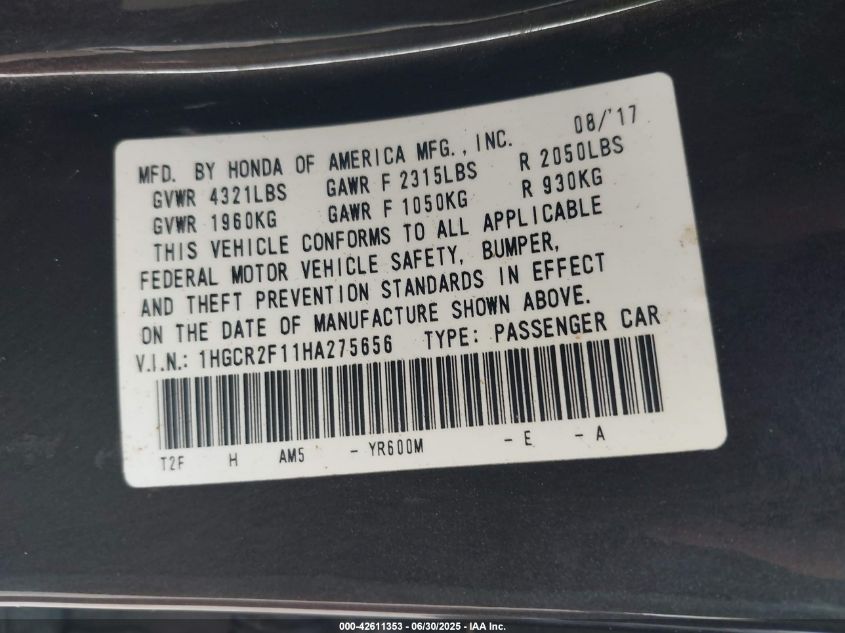 MFD. BY HONDA OF AMERICA MFG., INC. 08/'17
GVWR 4321LBS GAWR F 2315LBS R 2050LBS
GVWR 1960KG GAWR F 1050KG R 930KG
THIS VEHICLE CONFORMS TO ALL APPLICABLE
FEDERAL MOTOR VEHICLE SAFETY, BUMPER,
AND THEFT PREVENTION STANDARDS IN EFFECT
ON THE DATE OF MANUFACTURE SHOWN ABOVE.
V.I.N.: 1HGCR2F11HA275656 TYPE: PASSENGER CAR
T2F H AM5 - YR600M - E - A
000-42611353 - 06/30/2025 - IAA Inc.